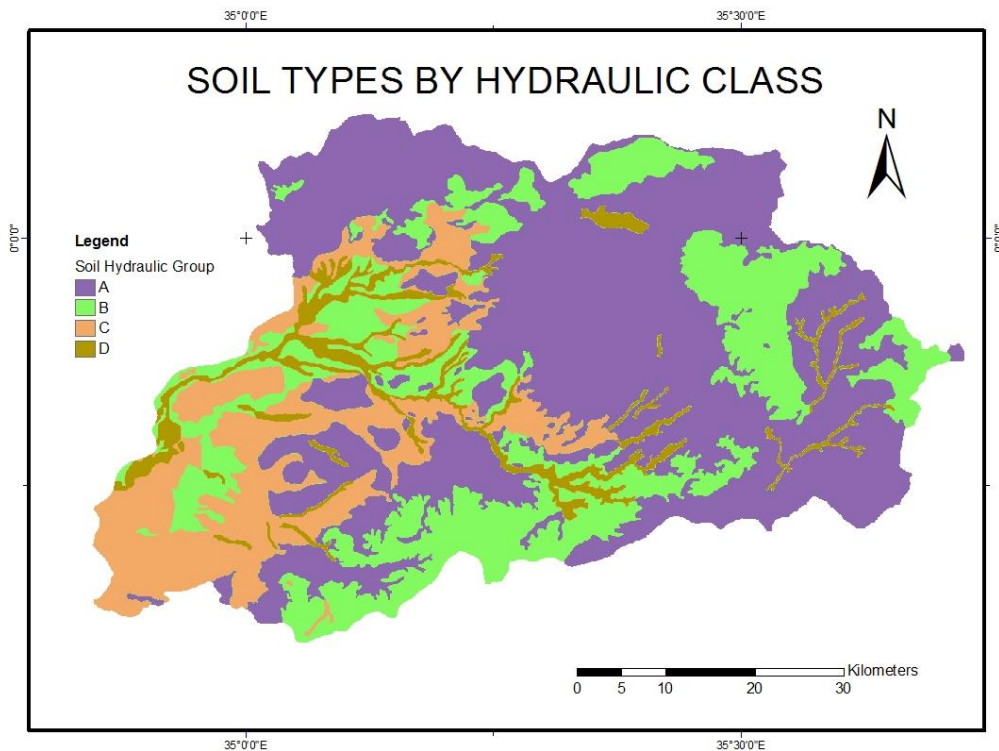 35°0'0"E 35°30'0"E
SOIL TYPES BY HYDRAULIC CLASS
N
0°0'0" 0°0'0"
Legend
Soil Hydraulic Group
A
B
C
D
Kilometers
0 5 10 20 30
35°0'0"E 35°30'0"E